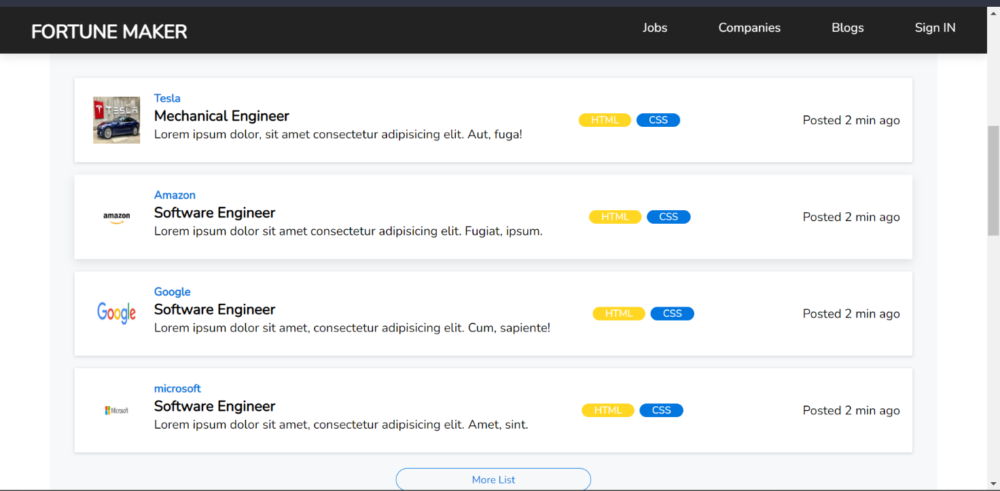 FORTUNE MAKER Jobs Companies Blogs Sign IN
TESLA
Tesla
Mechanical Engineer
Lorem ipsum dolor, sit amet consectetur adipisicing elit. Aut, fuga!
HTML CSS
Posted 2 min ago
amazon
Amazon
Software Engineer
Lorem ipsum dolor sit amet consectetur adipisicing elit. Fugiat, ipsum.
HTML CSS
Posted 2 min ago
Google
Google
Software Engineer
Lorem ipsum dolor sit amet, consectetur adipisicing elit. Cum, sapiente!
HTML CSS
Posted 2 min ago
Microsoft
microsoft
Software Engineer
Lorem ipsum dolor sit amet, consectetur adipisicing elit. Amet, sint.
HTML CSS
Posted 2 min ago
More List